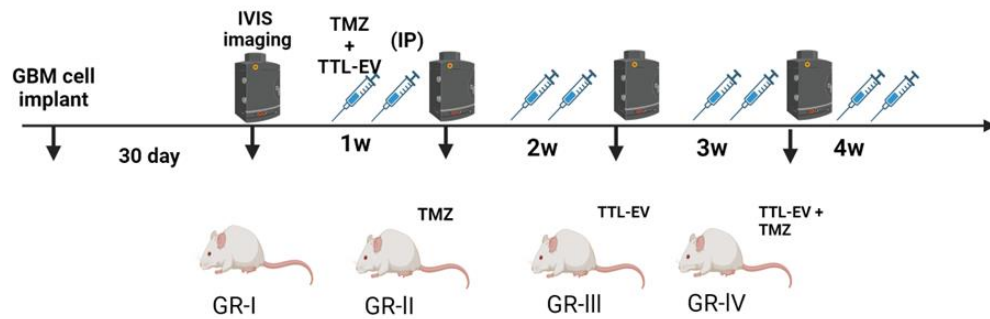 IVIS
imaging
TMZ
+
TTL-EV
(IP)
GBM cell
implant
30 day
1w
2w
3w
4w
TMZ
TTL-EV
TTL-EV +
TMZ
GR-I
GR-II
GR-III
GR-IV